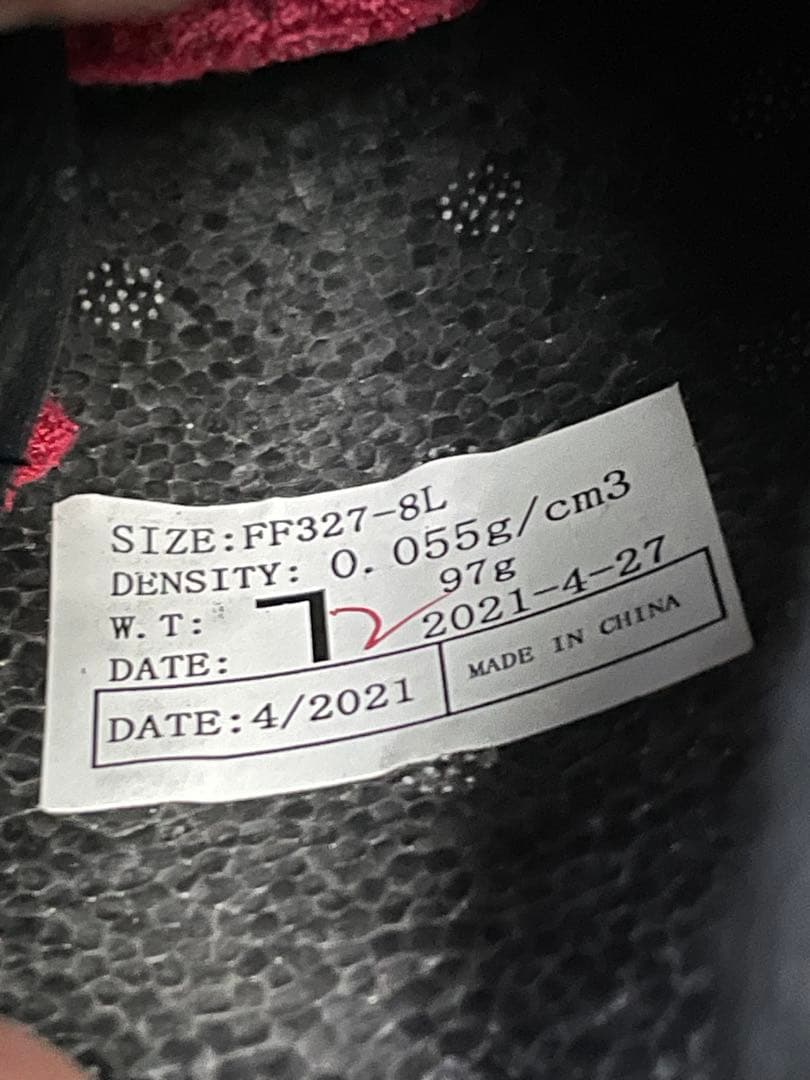 SIZE:FF327-8L
DENSITY: 0.055g/cm3
W.T: 97g
DATE: 2021-4-27
DATE:4/2021
MADE IN CHINA